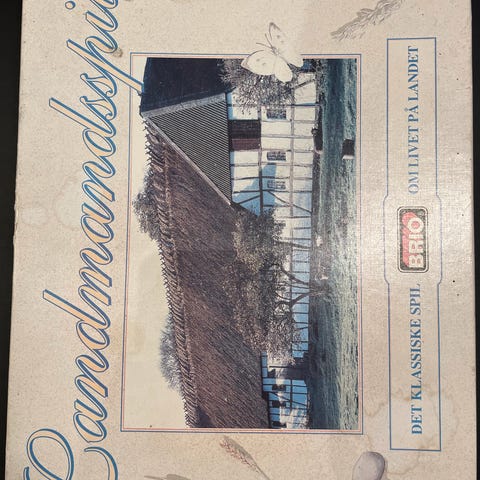 Landmandsspil
DET KLASSISKE SPIL BRIO OM LIVET PÅ LANDET